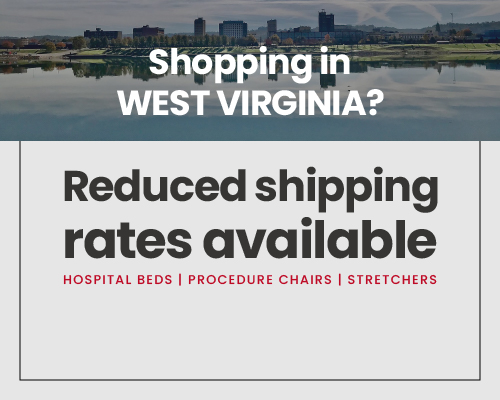 Shopping in
WEST VIRGINIA?
Reduced shipping
rates available
HOSPITAL BEDS | PROCEDURE CHAIRS | STRETCHERS